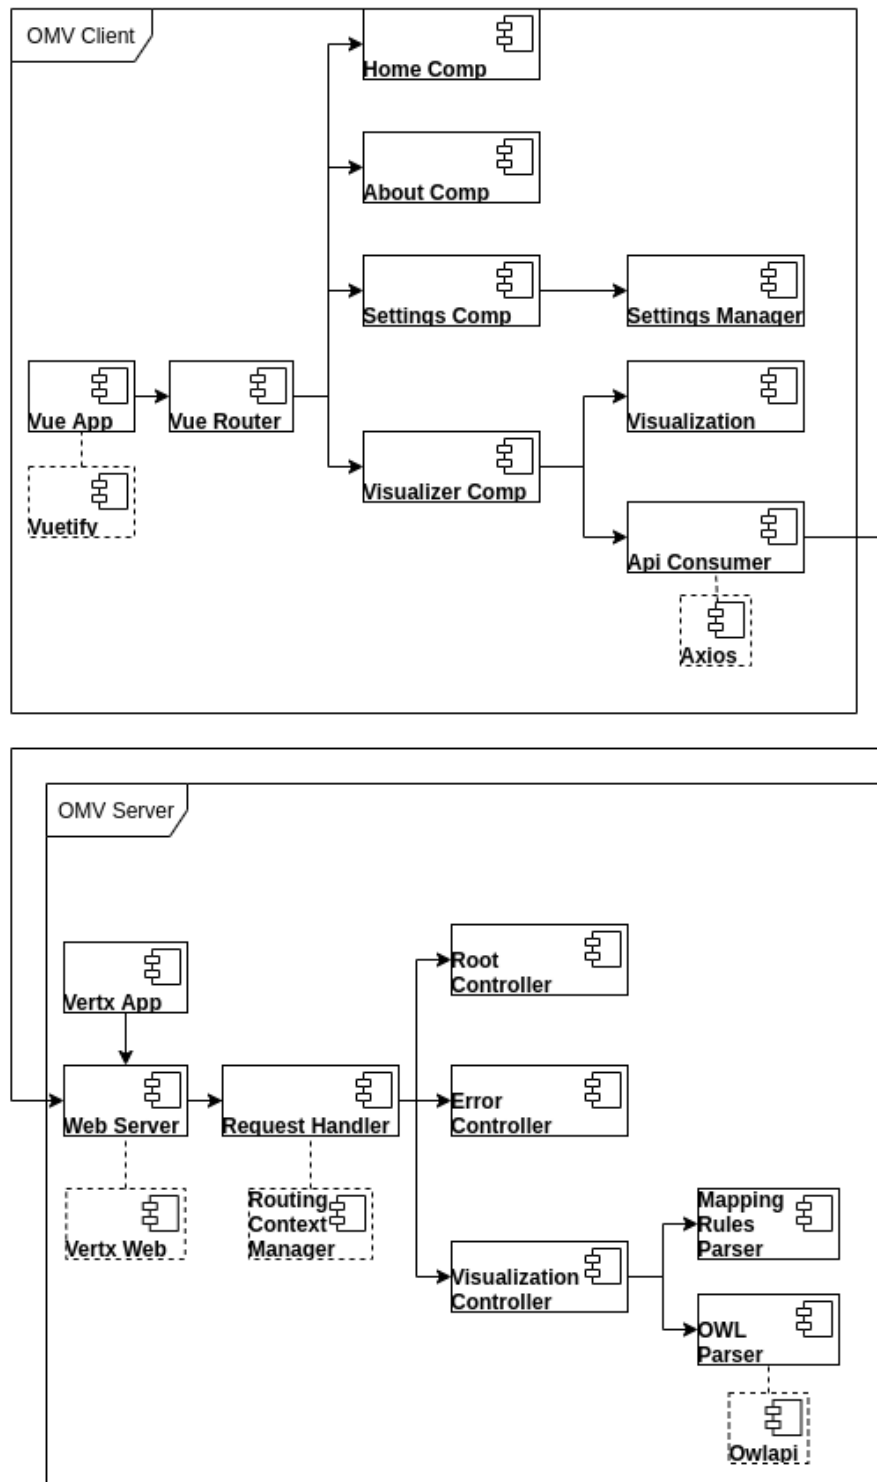 OMV Client
Home Comp
About Comp
Settings Comp
Settings Manager
Vue App
Vue Router
Visualization
Visualizer Comp
Vuetify
Api Consumer
Axios
OMV Server
Root
Controller
Vertx App
Web Server
Request Handler
Error
Controller
Vertx Web
Routing
Context
Manager
Mapping
Rules
Parser
Visualization
Controller
OWL
Parser
Owlapi